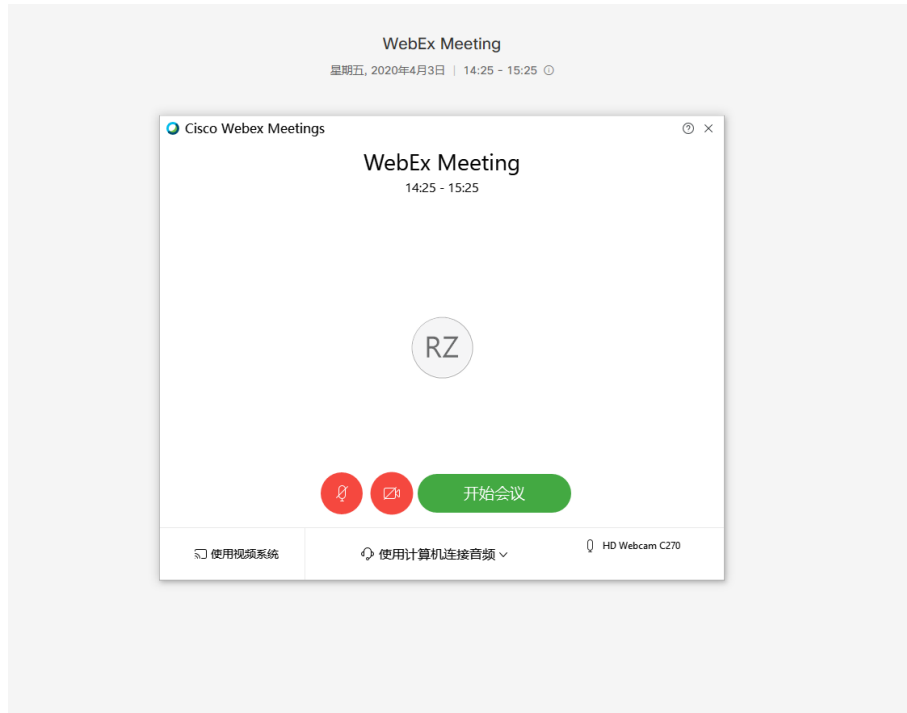 WebEx Meeting
星期五, 2020年4月3日 | 14:25 - 15:25
Cisco Webex Meetings
WebEx Meeting
14:25 - 15:25
RZ
开始会议
使用视频系统
使用计算机连接音频
HD Webcam C270